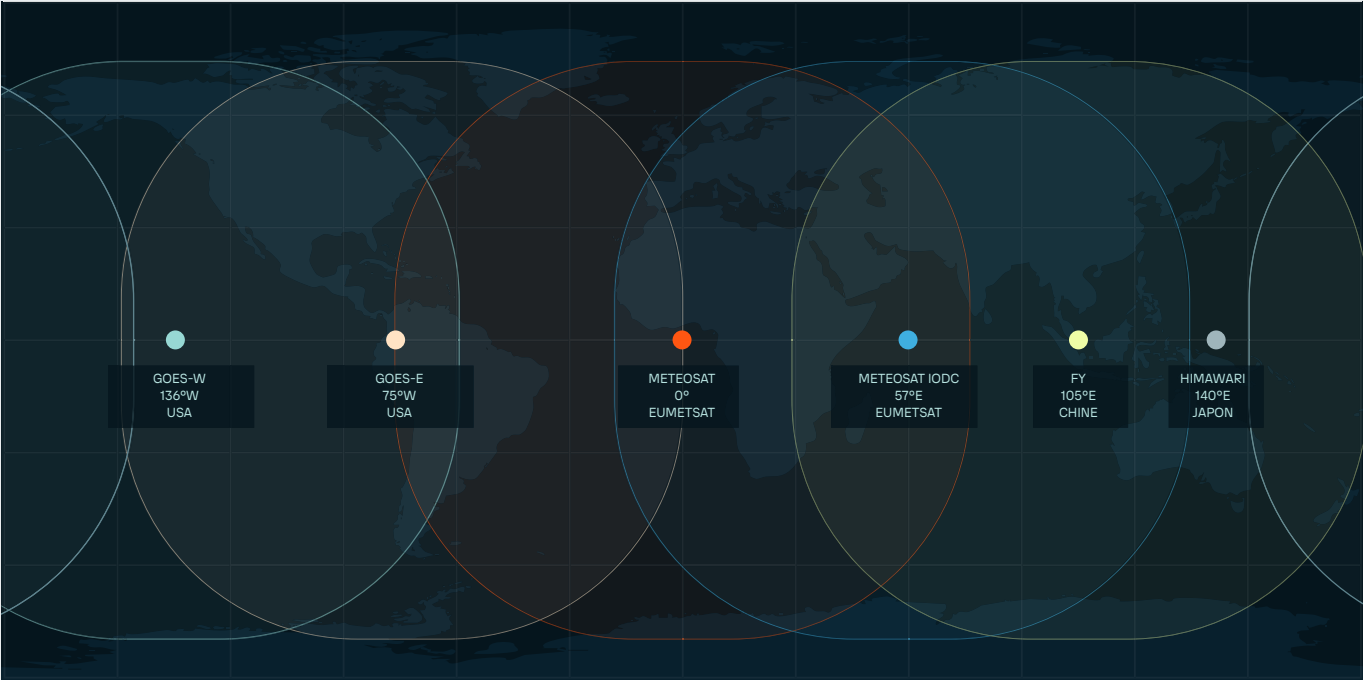 GOES-W
136°W
USA
GOES-E
75°W
USA
METEOSAT
0°
EUMETSAT
METEOSAT IODC
57°E
EUMETSAT
FY
105°E
CHINE
HIMAWARI
140°E
JAPON